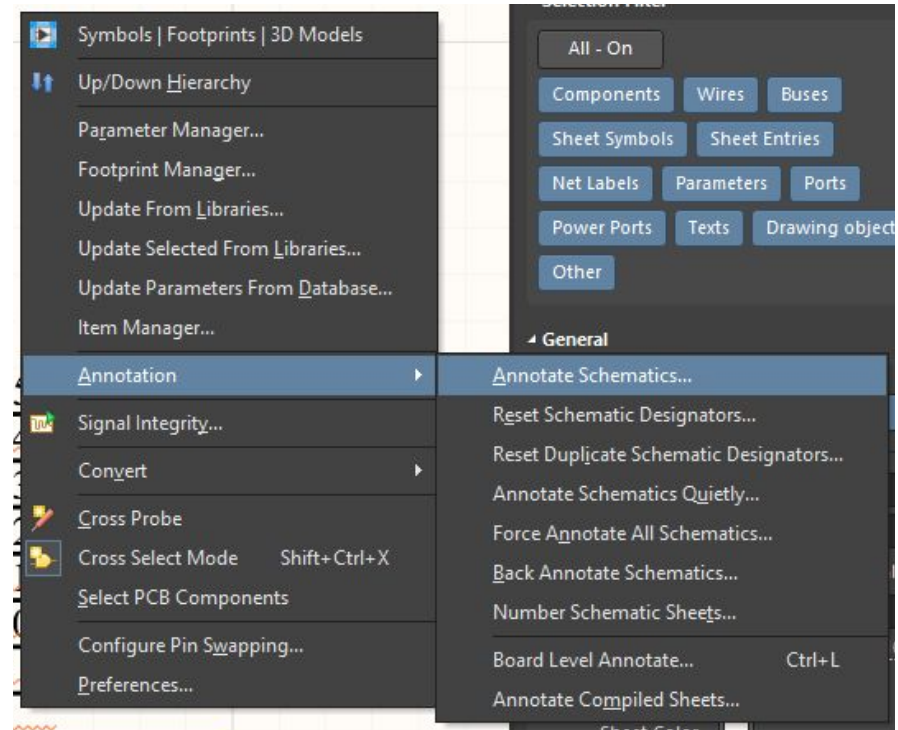 Symbols | Footprints | 3D Models
Up/Down Hierarchy
Parameter Manager...
Footprint Manager...
Update From Libraries...
Update Selected From Libraries...
Update Parameters From Database...
Item Manager...
Annotation
Signal Integrity...
Convert
Cross Probe
Cross Select Mode Shift+Ctrl+X
Select PCB Components
Configure Pin Swapping...
Preferences...
Selection Filter
All - On
Components Wires Buses
Sheet Symbols Sheet Entries
Net Labels Parameters Ports
Power Ports Texts Drawing object
Other
General
Annotate Schematics...
Reset Schematic Designators...
Reset Duplicate Schematic Designators...
Annotate Schematics Quietly...
Force Annotate All Schematics...
Back Annotate Schematics...
Number Schematic Sheets...
Board Level Annotate... Ctrl+L
Annotate Compiled Sheets...
Sheet Color